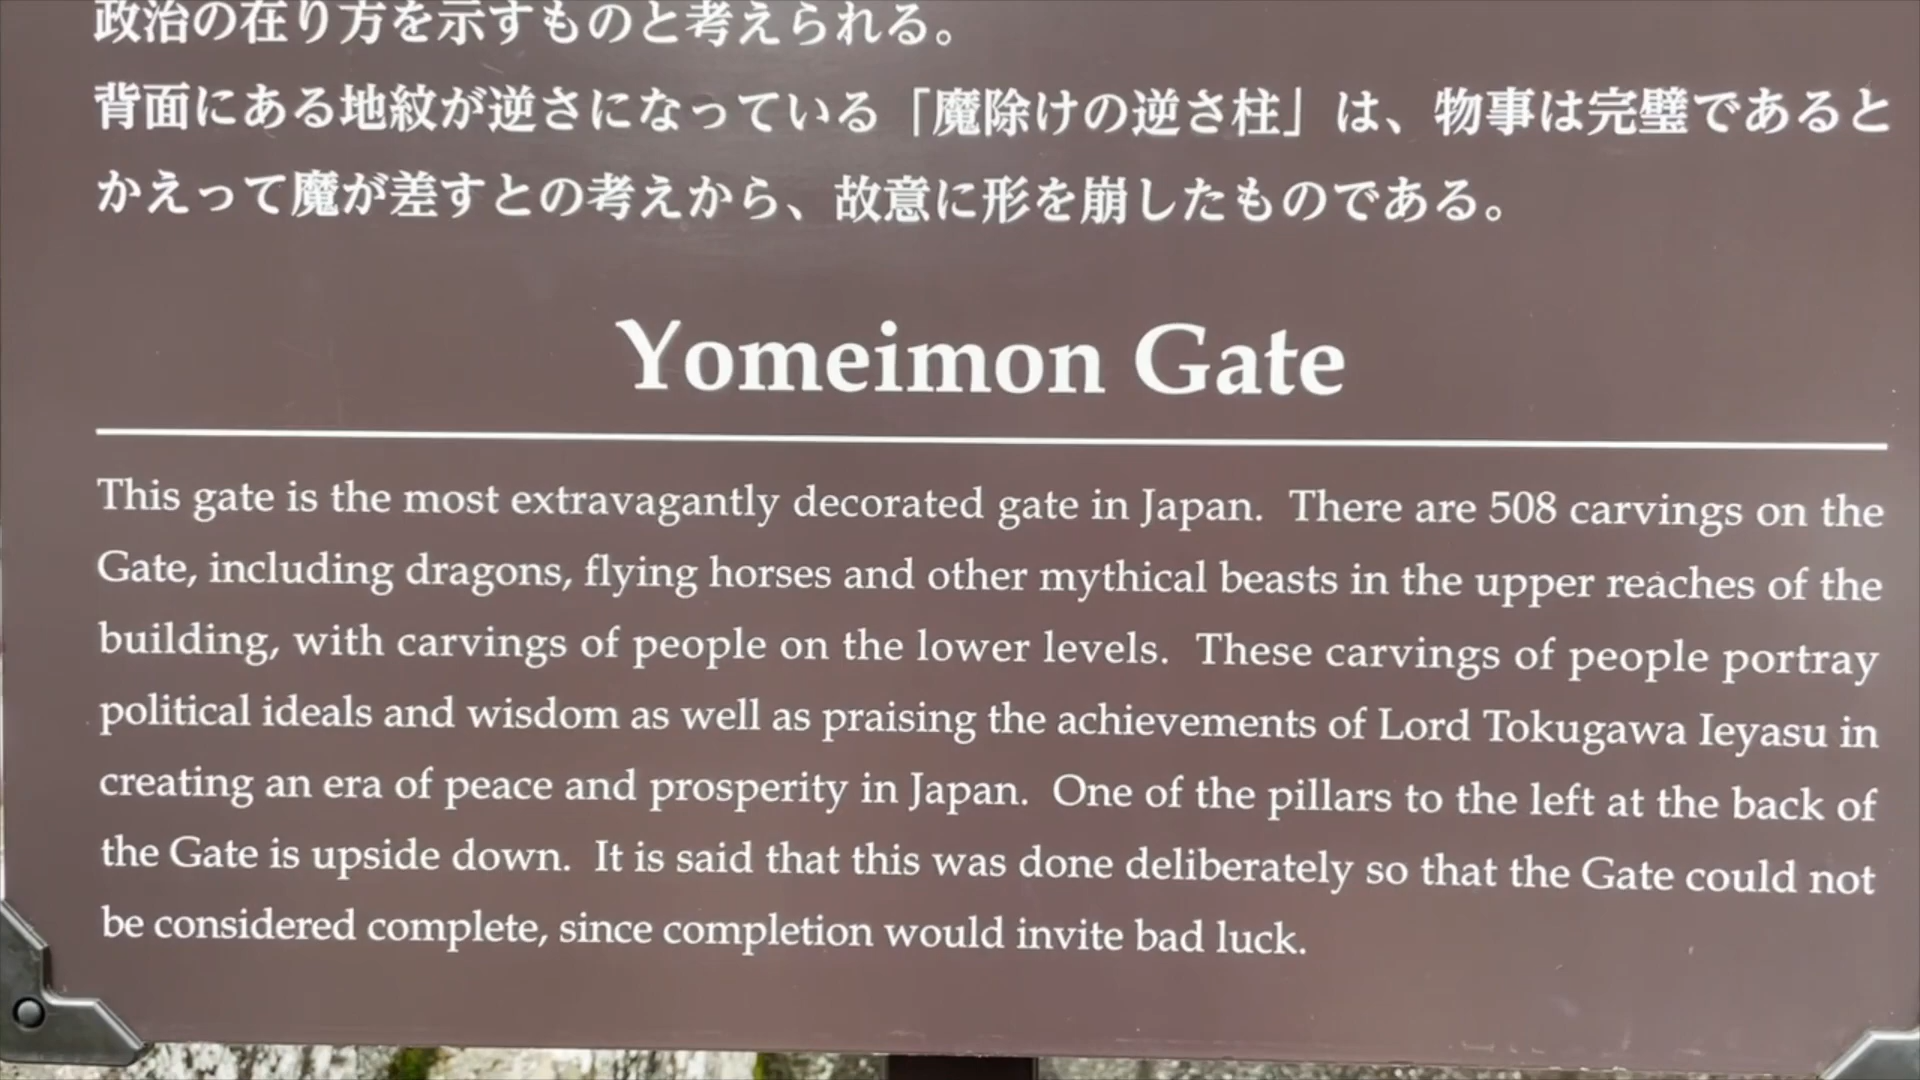 政治の在り方を示すものと考えられる。
背面にある地紋が逆さになっている「魔除けの逆さ柱」は、物事は完璧であると
かえって魔が差すとの考えから、故意に形を崩したものである。
Yomeimon Gate
This gate is the most extravagantly decorated gate in Japan. There are 508 carvings on the
Gate, including dragons, flying horses and other mythical beasts in the upper reaches of the
building, with carvings of people on the lower levels. These carvings of people portray
political ideals and wisdom as well as praising the achievements of Lord Tokugawa Ieyasu in
creating an era of peace and prosperity in Japan. One of the pillars to the left at the back of
the Gate is upside down. It is said that this was done deliberately so that the Gate could not
be considered complete, since completion would invite bad luck.